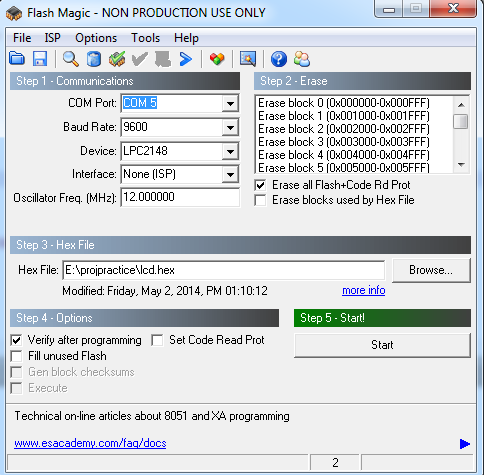 Flash Magic - NON PRODUCTION USE ONLY
File ISP Options Tools Help
Step 1 - Communications
COM Port: COM 5
Baud Rate: 9600
Device: LPC2148
Interface: None (ISP)
Oscillator Freq. (MHz): 12.000000
Step 2 - Erase
Erase block 0 (0x000000-0x000FFF)
Erase block 1 (0x001000-0x001FFF)
Erase block 2 (0x002000-0x002FFF)
Erase block 3 (0x003000-0x003FFF)
Erase block 4 (0x004000-0x004FFF)
Erase block 5 (0x005000-0x005FFF)
Erase all Flash+Code Rd Prot
Erase blocks used by Hex File
Step 3 - Hex File
Hex File: E:\projpractice\lcd.hex Browse...
Modified: Friday, May 2, 2014, PM 01:10:12 more info
Step 4 - Options
Verify after programming Set Code Read Prot
Fill unused Flash
Gen block checksums
Execute
Step 5 - Start!
Start
Technical on-line articles about 8051 and XA programming
www.esacademy.com/faq/docs
2